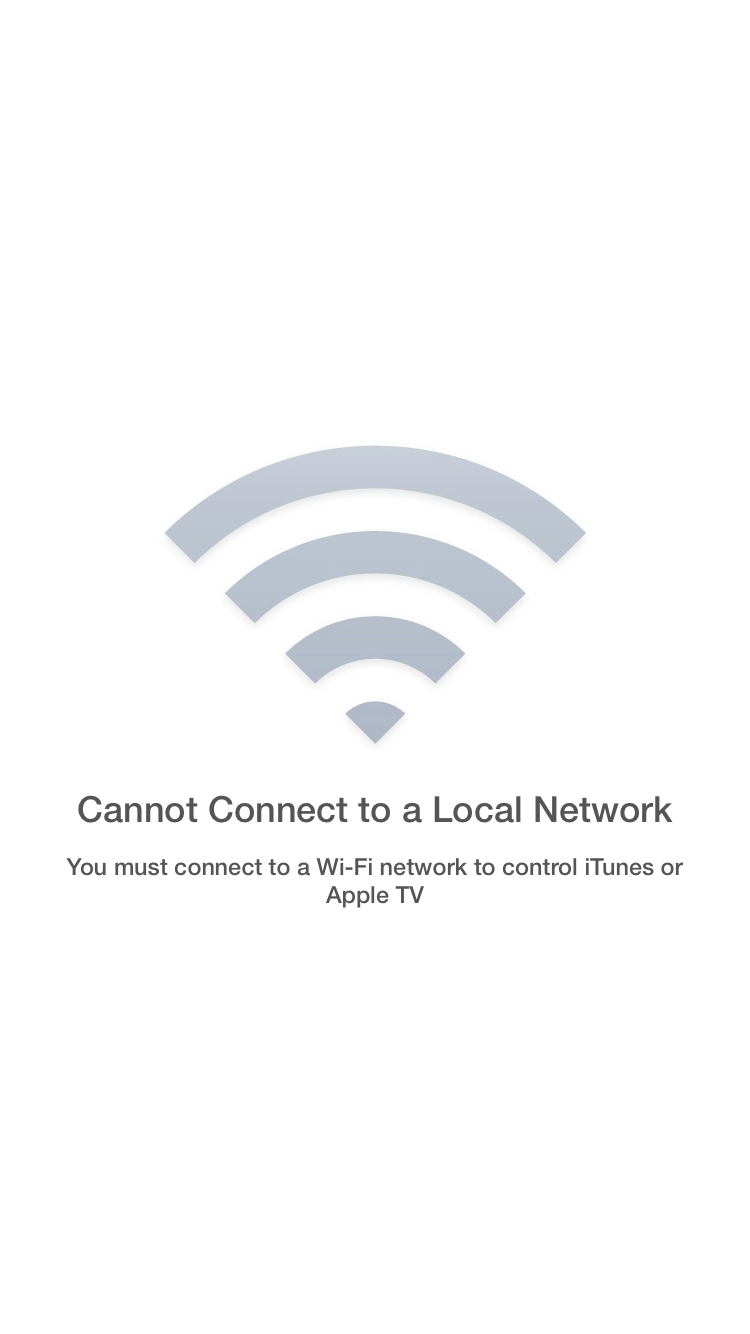 Cannot Connect to a Local Network
You must connect to a Wi-Fi network to control iTunes or
Apple TV